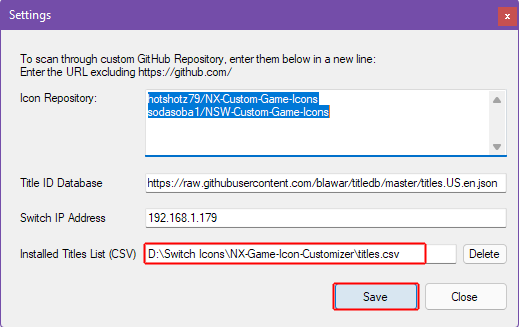 Settings
To scan through custom GitHub Repository, enter them below in a new line:
Enter the URL excluding https://github.com/
Icon Repository:
hotshotz79/NX-Custom-Game-Icons
sodasoba1/NSW-Custom-Game-Icons
Title ID Database
https://raw.githubusercontent.com/blawar/titledb/master/titles.US.en.json
Switch IP Address
192.168.1.179
Installed Titles List (CSV)
D:\Switch Icons\NX-Game-Icon-Customizer\titles.csv
Delete
Save
Close